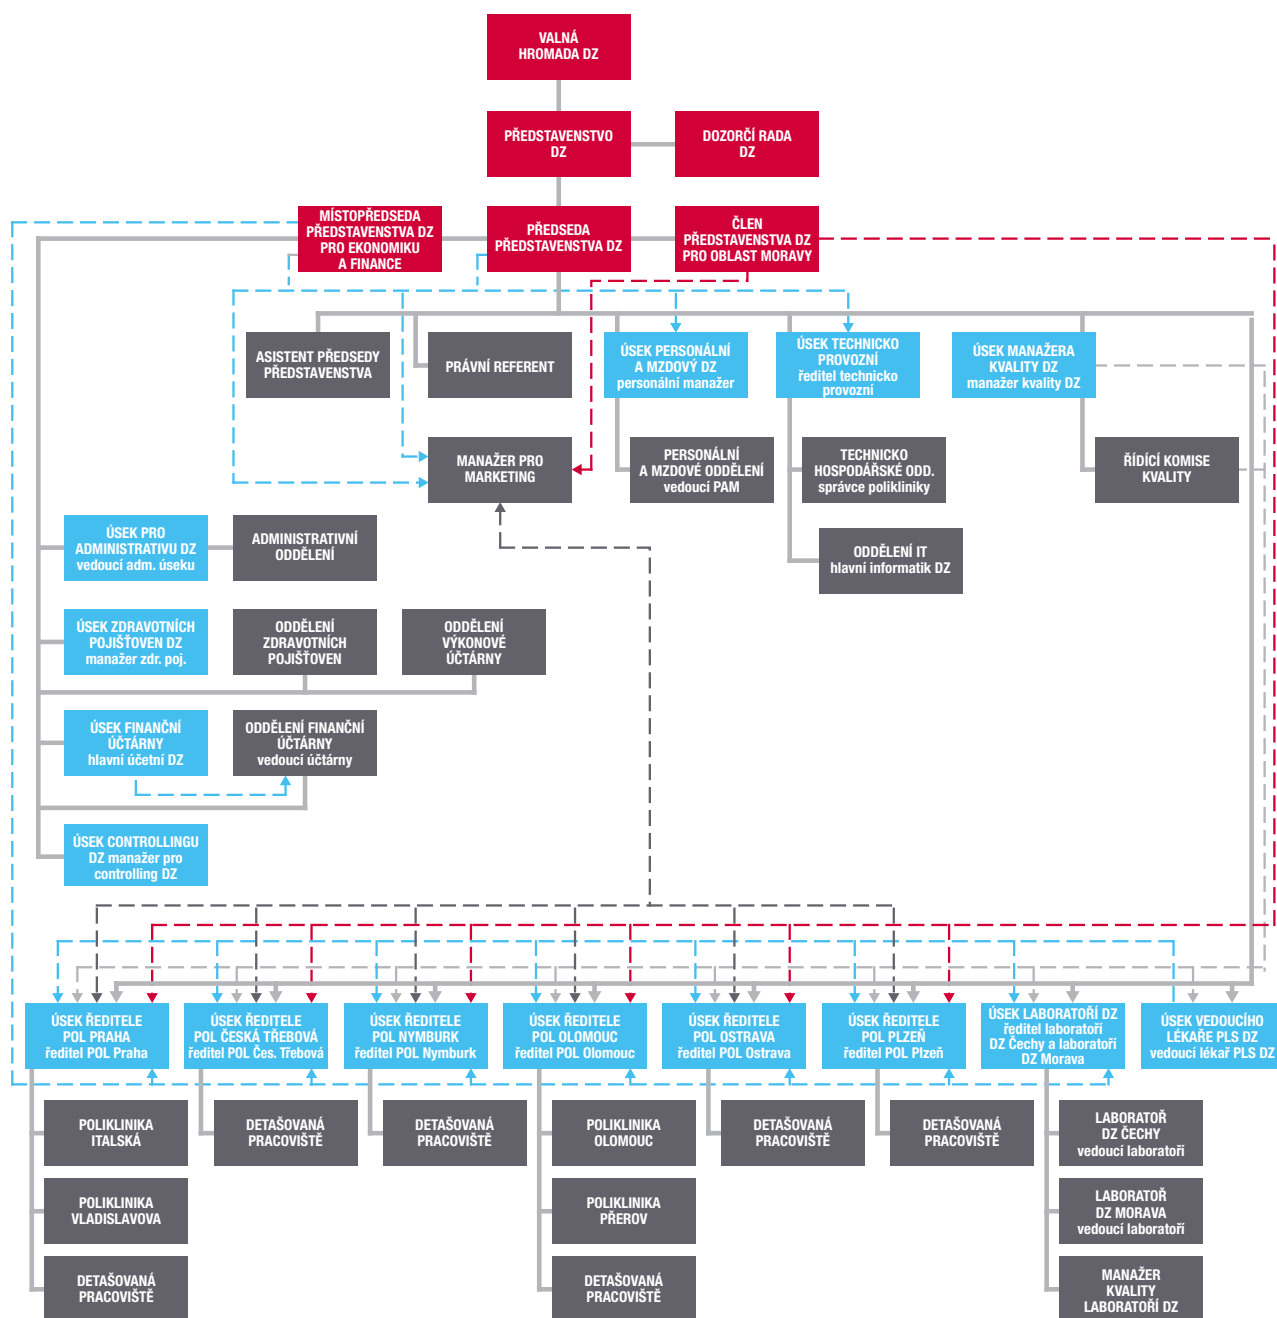 VALNÁ
HROMADA DZ
PŘEDSTAVENSTVO
DZ
DOZORČÍ RADA
DZ
MÍSTOPŘEDSEDA
PŘEDSTAVENSTVA DZ
PRO EKONOMIKU
A FINANCE
PŘEDSEDA
PŘEDSTAVENSTVA DZ
ČLEN
PŘEDSTAVENSTVA DZ
PRO OBLAST MORAVY
ASISTENT PŘEDSEDY
PŘEDSTAVENSTVA
PRÁVNÍ REFERENT
ÚSEK PERSONÁLNÍ
A MZDOVÝ DZ
personální manažer
ÚSEK TECHNICKO
PROVOZNÍ
ředitel technicko
provozní
ÚSEK MANAŽERA
KVALITY DZ
manažer kvality DZ
MANAŽER PRO
MARKETING
PERSONÁLNÍ
A MZDOVÉ ODDĚLENÍ
vedoucí PAM
TECHNICKO
HOSPODÁŘSKÉ ODD.
správce polikliniky
ŘÍDÍCÍ KOMISE
KVALITY
ÚSEK PRO
ADMINISTRATIVU DZ
vedoucí adm. úseku
ADMINISTRATIVNÍ
ODDĚLENÍ
ODDĚLENÍ IT
hlavní informatik DZ
ÚSEK ZDRAVOTNÍCH
POJIŠŤOVEN DZ
manažer zdr. poj.
ODDĚLENÍ
ZDRAVOTNÍCH
POJIŠŤOVEN
ODDĚLENÍ
VÝKONOVÉ
ÚČTÁRNY
ÚSEK FINANČNÍ
ÚČTÁRNY
hlavní účetní DZ
ODDĚLENÍ FINANČNÍ
ÚČTÁRNY
vedoucí účtárny
ÚSEK CONTROLLINGU
DZ manažer pro
controlling DZ
ÚSEK ŘEDITELE
POL PRAHA
ředitel POL Praha
ÚSEK ŘEDITELE
POL ČESKÁ TŘEBOVÁ
ředitel POL Čes. Třebová
ÚSEK ŘEDITELE
POL NYMBURK
ředitel POL Nymburk
ÚSEK ŘEDITELE
POL OLOMOUC
ředitel POL Olomouc
ÚSEK ŘEDITELE
POL OSTRAVA
ředitel POL Ostrava
ÚSEK ŘEDITELE
POL PLZEŇ
ředitel POL Plzeň
ÚSEK LABORATOŘÍ DZ
ředitel laboratoří
DZ Čechy a laboratoří
DZ Morava
ÚSEK VEDOUCÍHO
LÉKAŘE PLS DZ
vedoucí lékař PLS DZ
POLIKLINIKA
ITALSKÁ
DETAŠOVANÁ
PRACOVIŠTĚ
DETAŠOVANÁ
PRACOVIŠTĚ
POLIKLINIKA
OLOMOUC
DETAŠOVANÁ
PRACOVIŠTĚ
DETAŠOVANÁ
PRACOVIŠTĚ
LABORATOŘ
DZ ČECHY
vedoucí laboratoří
POLIKLINIKA
VLADISLAVOVA
POLIKLINIKA
PŘEROV
LABORATOŘ
DZ MORAVA
vedoucí laboratoří
DETAŠOVANÁ
PRACOVIŠTĚ
DETAŠOVANÁ
PRACOVIŠTĚ
MANAŽER
KVALITY
LABORATOŘÍ DZ